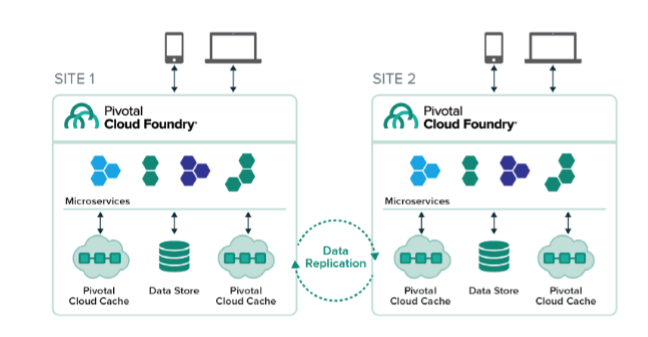 SITE 1
Pivotal
Cloud Foundry
Microservices
Pivotal
Cloud Cache
Data Store
Pivotal
Cloud Cache
Data
Replication
SITE 2
Pivotal
Cloud Foundry
Microservices
Pivotal
Cloud Cache
Data Store
Pivotal
Cloud Cache